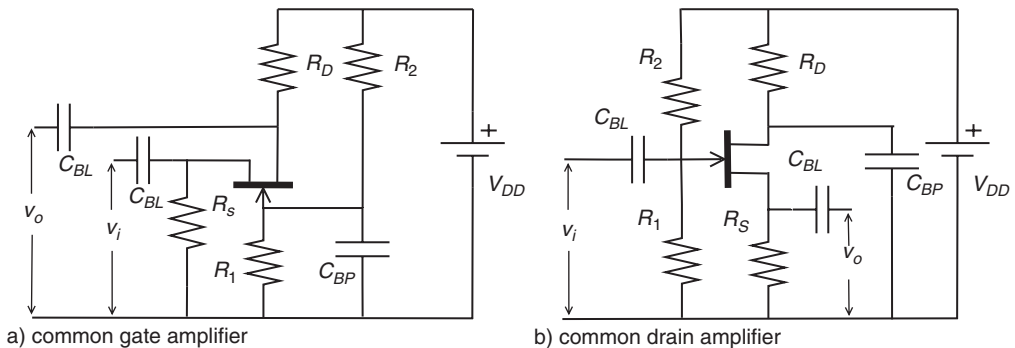 R_D
R_2
+
V_DD
C_BL
C_BL
R_s
v_o
v_i
R_1
C_BP
a) common gate amplifier
R_2
R_D
+
C_BL
C_BL
C_BP
V_DD
R_1
R_S
v_i
v_o
b) common drain amplifier